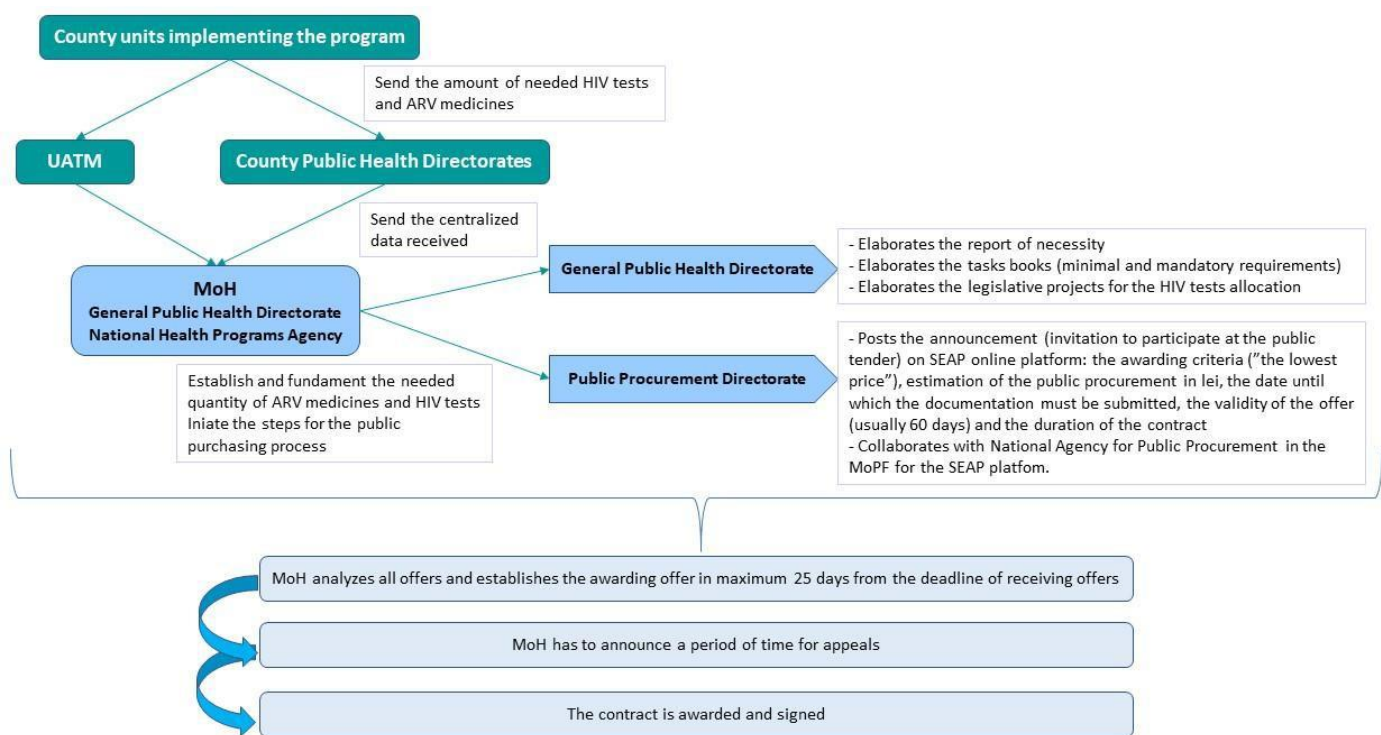 County units implementing the program
Send the amount of needed HIV tests
and ARV medicines
UATM
County Public Health Directorates
Send the centralized
data received
MoH
General Public Health Directorate
National Health Programs Agency
Establish and fundament the needed
quantity of ARV medicines and HIV tests
Iniate the steps for the public
purchasing process
General Public Health Directorate
- Elaborates the report of necessity
- Elaborates the tasks books (minimal and mandatory requirements)
- Elaborates the legislative projects for the HIV tests allocation
Public Procurement Directorate
- Posts the announcement (invitation to participate at the public
tender) on SEAP online platform: the awarding criteria (”the lowest
price”), estimation of the public procurement in lei, the date until
which the documentation must be submitted, the validity of the offer
(usually 60 days) and the duration of the contract
- Collaborates with National Agency for Public Procurement in the
MoPF for the SEAP platfom.
MoH analyzes all offers and establishes the awarding offer in maximum 25 days from the deadline of receiving offers
MoH has to announce a period of time for appeals
The contract is awarded and signed